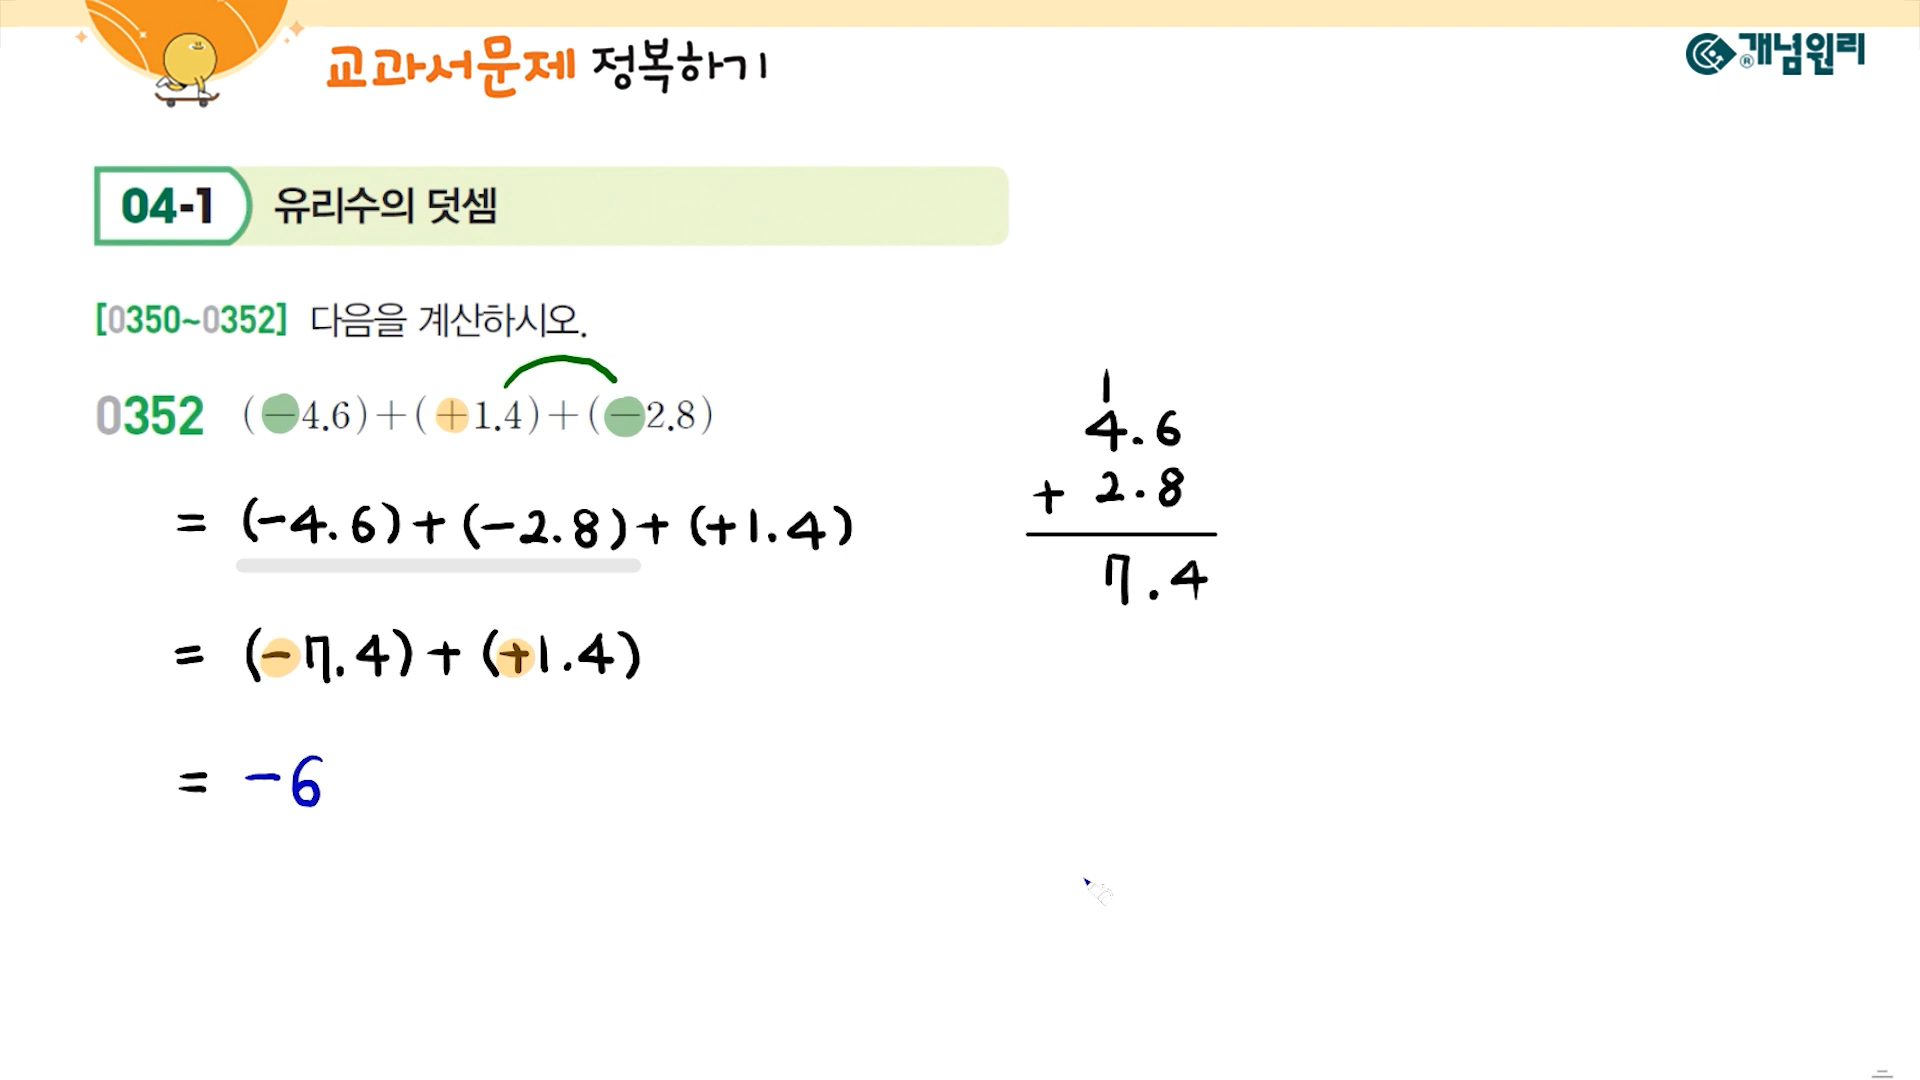 교과서문제 정복하기
®개념원리
04-1 유리수의 덧셈
[0350~0352] 다음을 계산하시오.
0352 (-4.6)+(+1.4)+(-2.8)
= (-4.6)+(-2.8)+(+1.4)
= (-7.4)+(+1.4)
= -6
1
4.6
+ 2.8
7.4